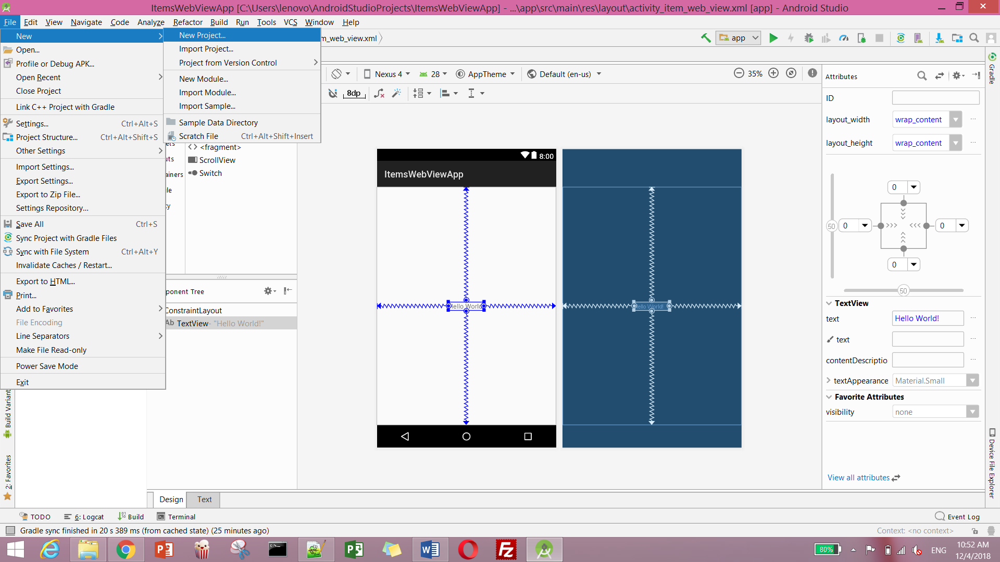 ItemsWebViewApp [C:\Users\lenovo\AndroidStudioProjects\ItemsWebViewApp] - ...\app\src\main\res\layout\activity_item_web_view.xml [app] - Android Studio
File Edit View Navigate Code Analyze Refactor Build Run Tools VCS Window Help
New
Open...
Profile or Debug APK...
Open Recent
Close Project
Link C++ Project with Gradle
Settings... Ctrl+Alt+S
Project Structure... Ctrl+Alt+Shift+S
Other Settings
Import Settings...
Export Settings...
Export to Zip File...
Settings Repository...
Save All Ctrl+S
Sync Project with Gradle Files
Sync with File System Ctrl+Alt+Y
Invalidate Caches / Restart...
Export to HTML...
Print...
Add to Favorites
File Encoding
Line Separators
Make File Read-only
Power Save Mode
Exit
New Project...
Import Project...
Project from Version Control
New Module...
Import Module...
Import Sample...
Sample Data Directory
Scratch File Ctrl+Alt+Shift+Insert
m_web_view.xml
app
Nexus 4 28 AppTheme Default (en-us) 35%
8dp
ets
uts
ainers
le
ty
<fragment>
ScrollView
Switch
ponent Tree
ConstraintLayout
Ab TextView - "Hello World!"
8:00
ItemsWebViewApp
Hello World
Hello World!
Attributes
ID
layout_width wrap_content ...
layout_height wrap_content ...
0
50 0 0
0
50
TextView
text Hello World! ...
text ...
contentDescriptio ...
textAppearance Material.Small
Favorite Attributes
visibility none
View all attributes
Gradle
Device File Explorer
Build Variant
2: Favorites
Design Text
TODO 6: Logcat Build Terminal Event Log
Gradle sync finished in 20 s 389 ms (from cached state) (25 minutes ago) Context: <no context>
80% ENG 10:52 AM
12/4/2018